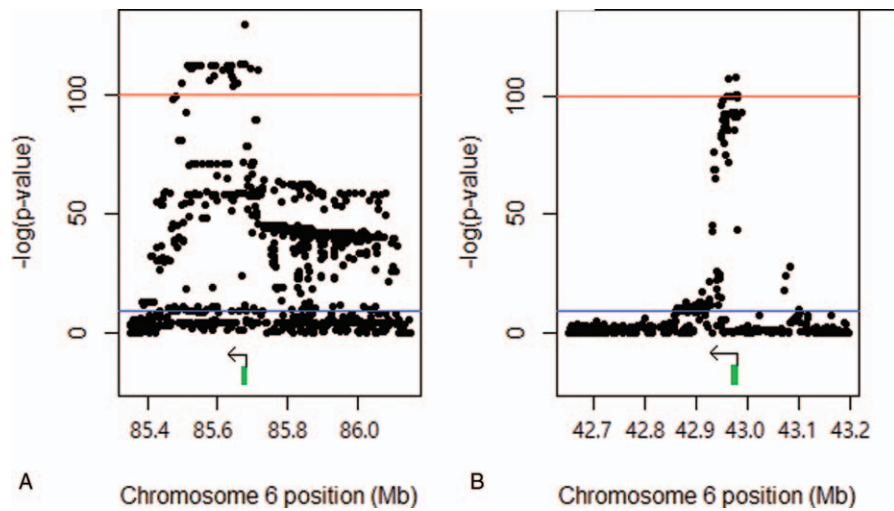 100
50
0
-log(p-value)
85.4 85.6 85.8 86.0
A
Chromosome 6 position (Mb)
100
50
0
-log(p-value)
42.7 42.8 42.9 43.0 43.1 43.2
B
Chromosome 6 position (Mb)